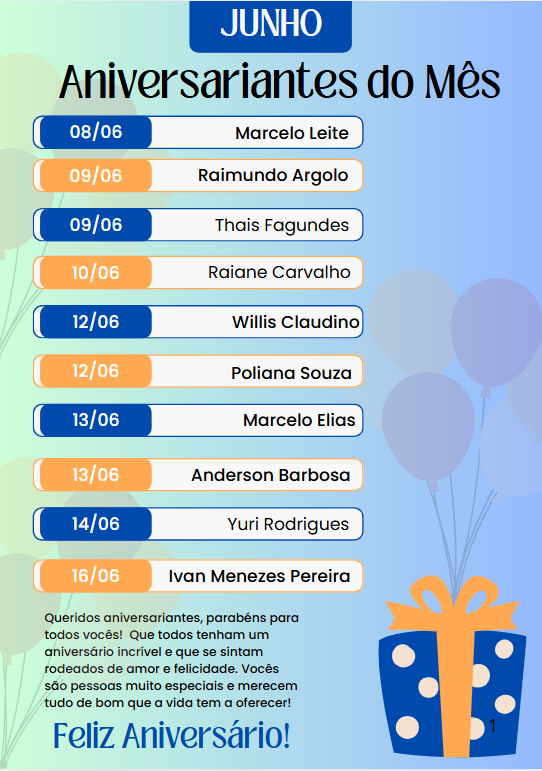 JUNHO
Aniversariantes do Mês
08/06 Marcelo Leite
09/06 Raimundo Argolo
09/06 Thais Fagundes
10/06 Raiane Carvalho
12/06 Willis Claudino
12/06 Poliana Souza
13/06 Marcelo Elias
13/06 Anderson Barbosa
14/06 Yuri Rodrigues
16/06 Ivan Menezes Pereira
Queridos aniversariantes, parabéns para
todos vocês! Que todos tenham um
aniversário incrível e que se sintam
rodeados de amor e felicidade. Vocês
são pessoas muito especiais e merecem
tudo de bom que a vida tem a oferecer!
Feliz Aniversário!
1